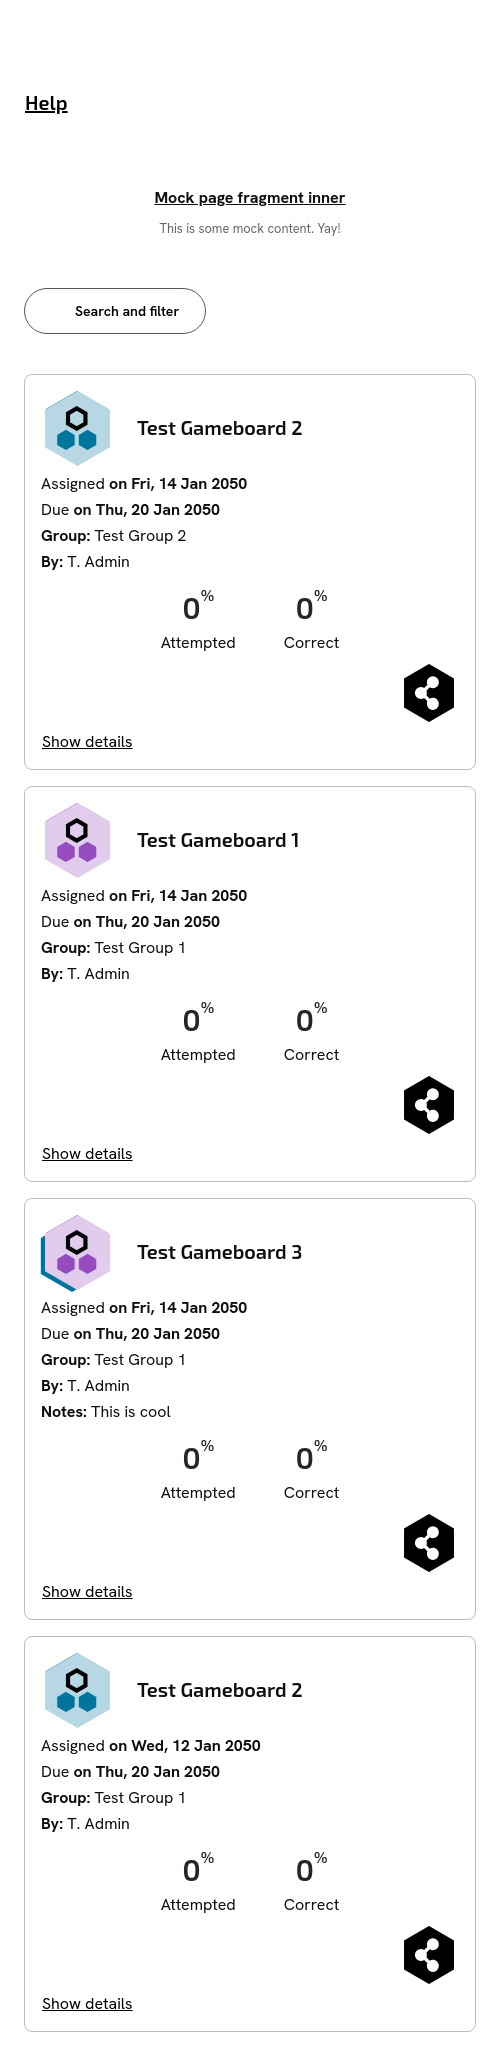 Help
Mock page fragment inner
This is some mock content. Yay!
Search and filter
Test Gameboard 2
Assigned on Fri, 14 Jan 2050
Due on Thu, 20 Jan 2050
Group: Test Group 2
By: T. Admin
0% 0%
Attempted Correct
Show details
Test Gameboard 1
Assigned on Fri, 14 Jan 2050
Due on Thu, 20 Jan 2050
Group: Test Group 1
By: T. Admin
0% 0%
Attempted Correct
Show details
Test Gameboard 3
Assigned on Fri, 14 Jan 2050
Due on Thu, 20 Jan 2050
Group: Test Group 1
By: T. Admin
Notes: This is cool
0% 0%
Attempted Correct
Show details
Test Gameboard 2
Assigned on Wed, 12 Jan 2050
Due on Thu, 20 Jan 2050
Group: Test Group 1
By: T. Admin
0% 0%
Attempted Correct
Show details